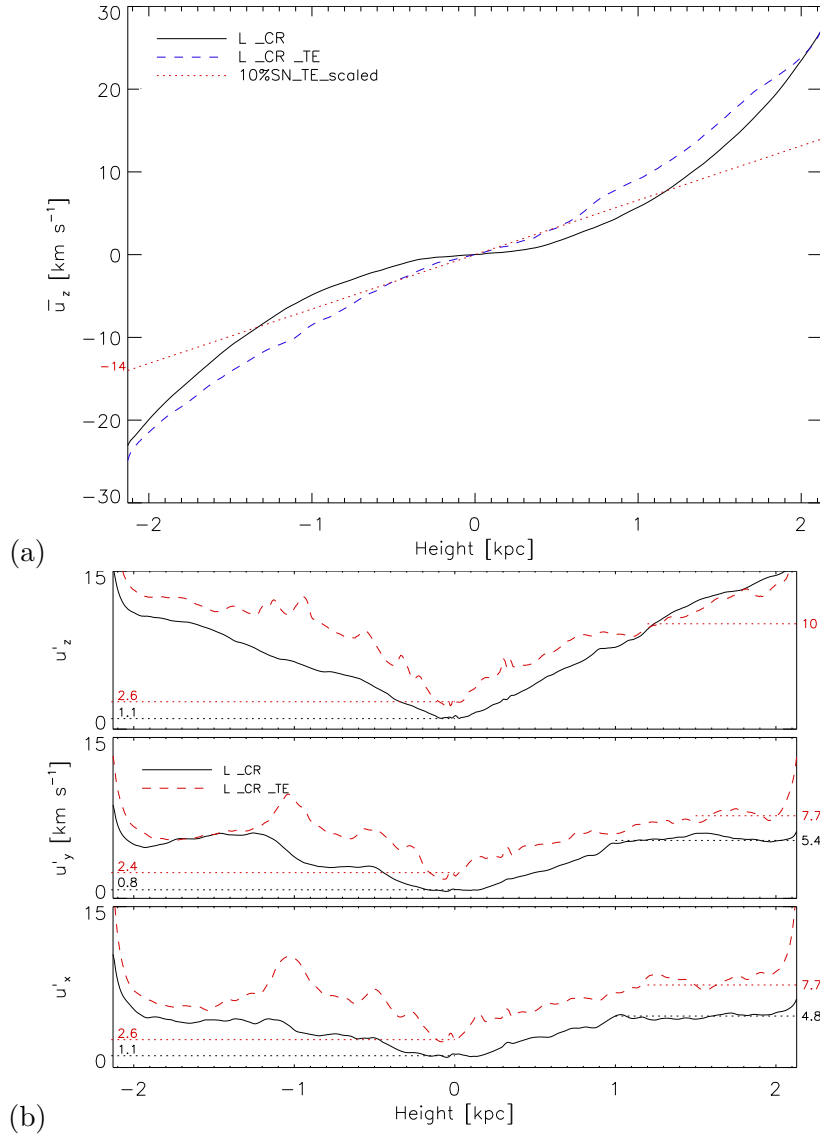 30
20
10
0
−10
−14
−20
−30
u̅_z [km s⁻¹]
L _CR
L _CR _TE
10%SN_TE_scaled
−2 −1 0 1 2
Height [kpc]
(a)
15
u'_z
10
2.6
1.1
0
15
u'_y [km s⁻¹]
L _CR
L _CR _TE
7.7
5.4
2.4
0.8
0
15
u'_x
7.7
4.8
2.6
1.1
0
−2 −1 0 1 2
Height [kpc]
(b)